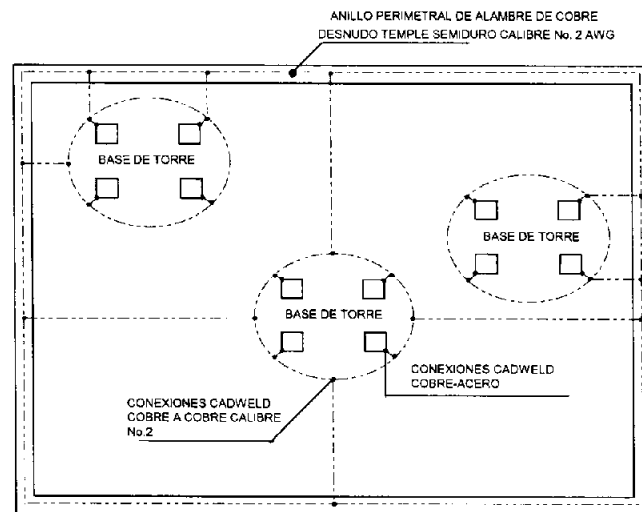 ANILLO PERIMETRAL DE ALAMBRE DE COBRE
DESNUDO TEMPLE SEMIDURO CALIBRE No. 2 AWG
BASE DE TORRE
BASE DE TORRE
BASE DE TORRE
CONEXIONES CADWELD
COBRE-ACERO
CONEXIONES CADWELD
COBRE A COBRE CALIBRE
No.2